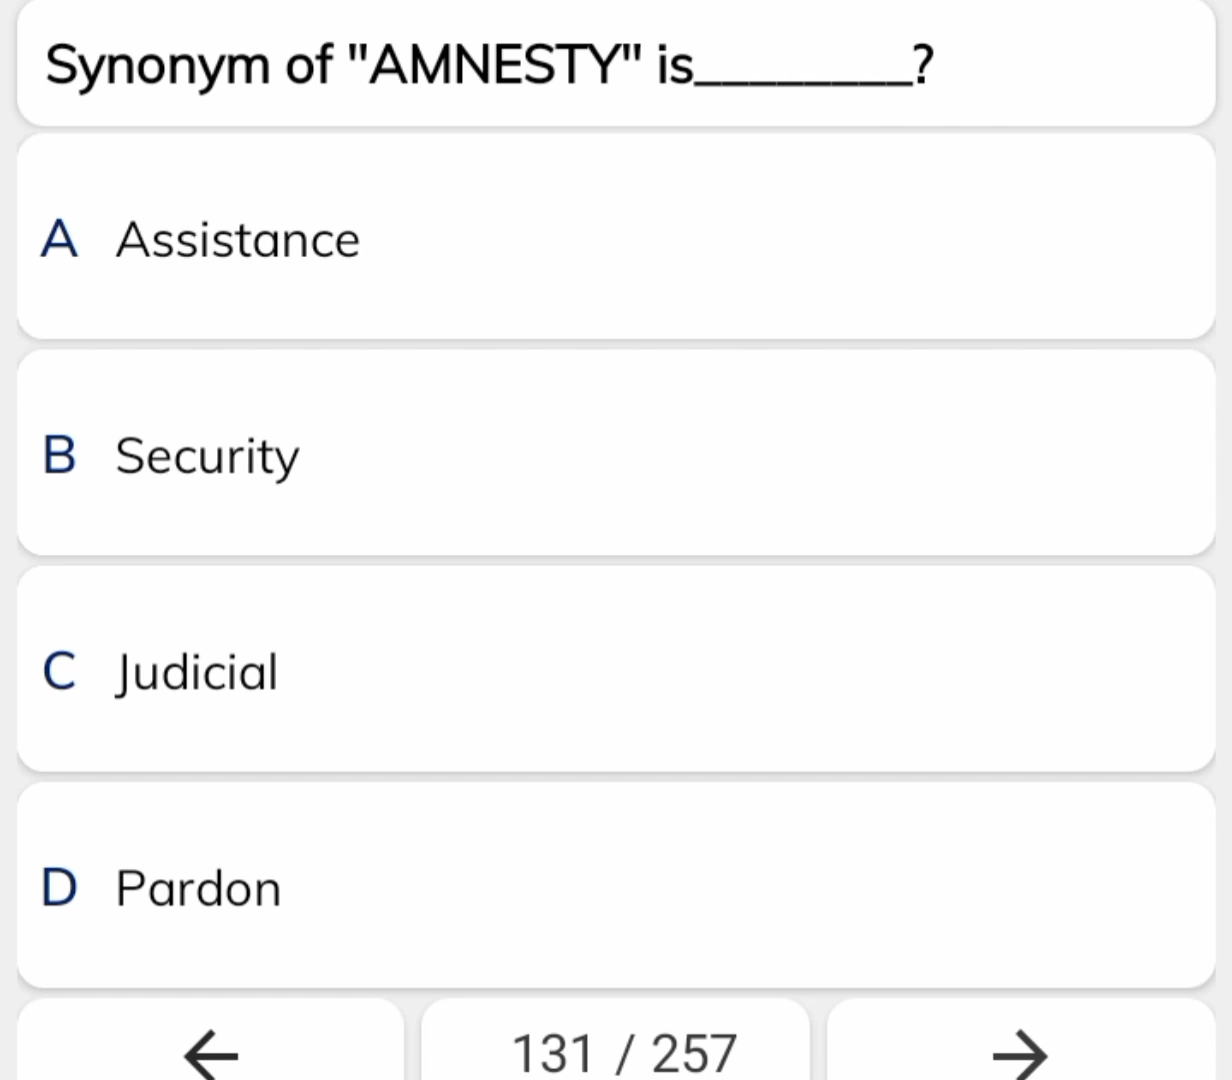 Synonym of "AMNESTY" is________?
A Assistance
B Security
C Judicial
D Pardon
← 131 / 257 →